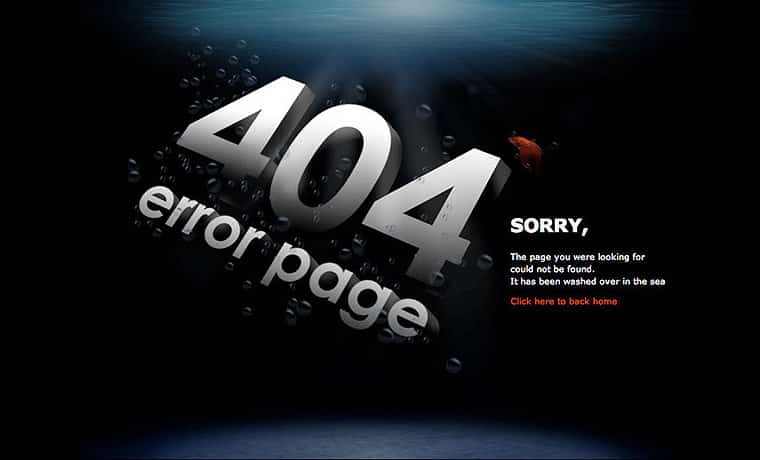 404
error page
SORRY,
The page you were looking for
could not be found.
It has been washed over in the sea
Click here to back home